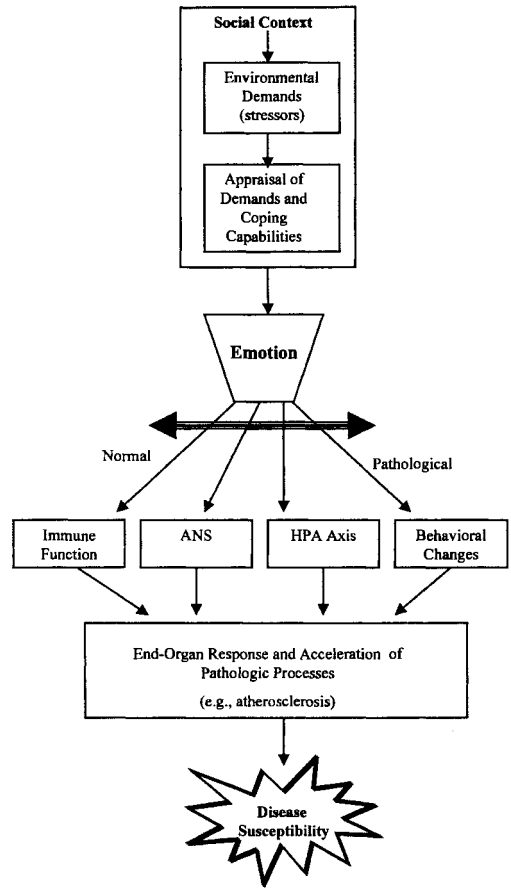 Social Context
Environmental
Demands
(stressors)
Appraisal of
Demands and
Coping
Capabilities
Emotion
Normal
Pathological
Immune
Function
ANS
HPA Axis
Behavioral
Changes
End-Organ Response and Acceleration of
Pathologic Processes
(e.g., atherosclerosis)
Disease
Susceptibility